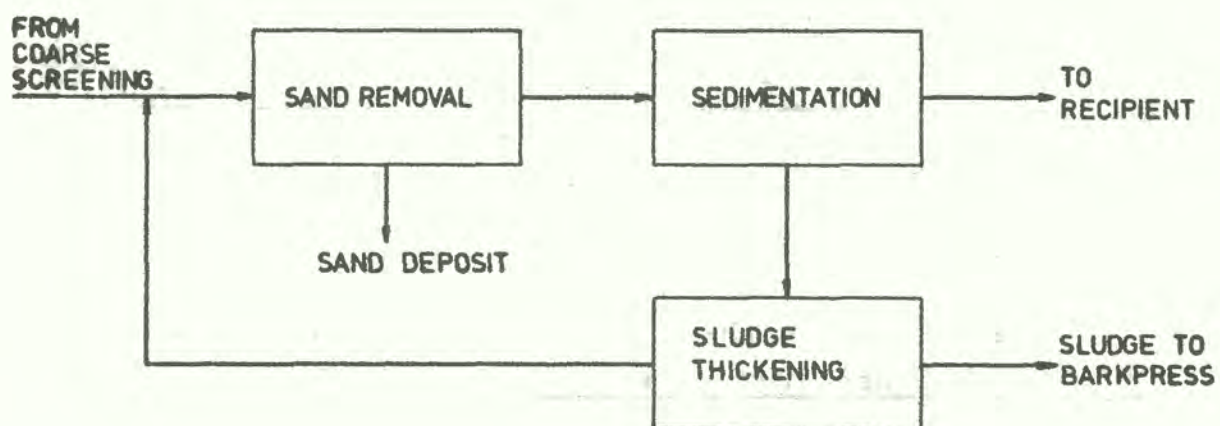 FROM
COARSE
SCREENING
SAND REMOVAL
SEDIMENTATION
TO
RECIPIENT
SAND DEPOSIT
SLUDGE
THICKENING
SLUDGE TO
BARKPRESS